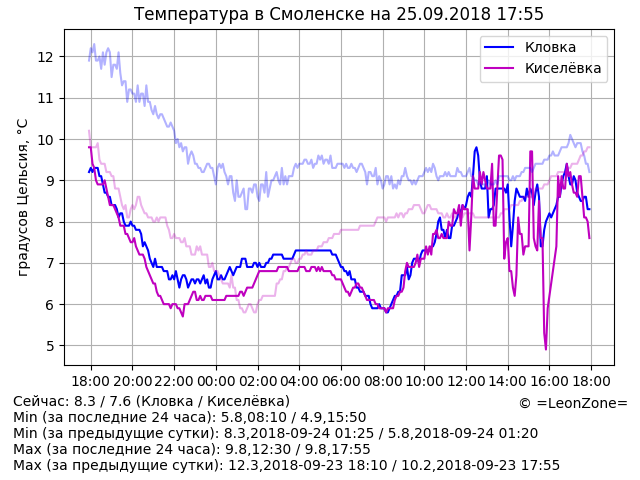 Температура в Смоленске на 25.09.2018 17:55
Кловка
Киселёвка
градусов Цельсия, °C
12
11
10
9
8
7
6
5
18:00 20:00 22:00 00:00 02:00 04:00 06:00 08:00 10:00 12:00 14:00 16:00 18:00
Сейчас: 8.3 / 7.6 (Кловка / Киселёвка)
© =LeonZone=
Min (за последние 24 часа): 5.8,08:10 / 4.9,15:50
Min (за предыдущие сутки): 8.3,2018-09-24 01:25 / 5.8,2018-09-24 01:20
Max (за последние 24 часа): 9.8,12:30 / 9.8,17:55
Max (за предыдущие сутки): 12.3,2018-09-23 18:10 / 10.2,2018-09-23 17:55